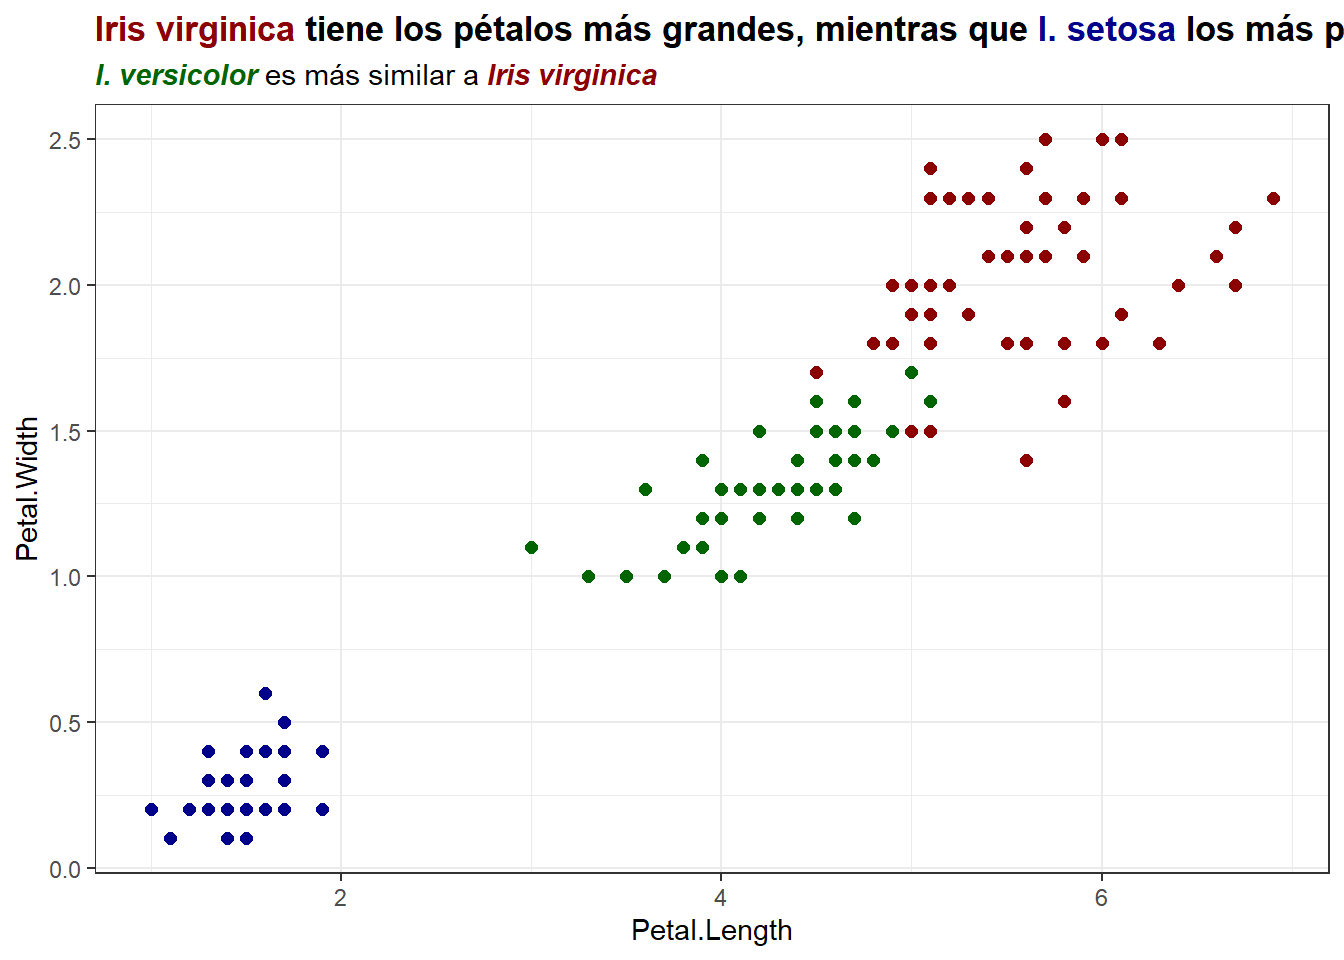 Iris virginica tiene los pétalos más grandes, mientras que I. setosa los más p
I. versicolor es más similar a Iris virginica
2.5
2.0
1.5
1.0
0.5
0.0
Petal.Width
2 4 6
Petal.Length